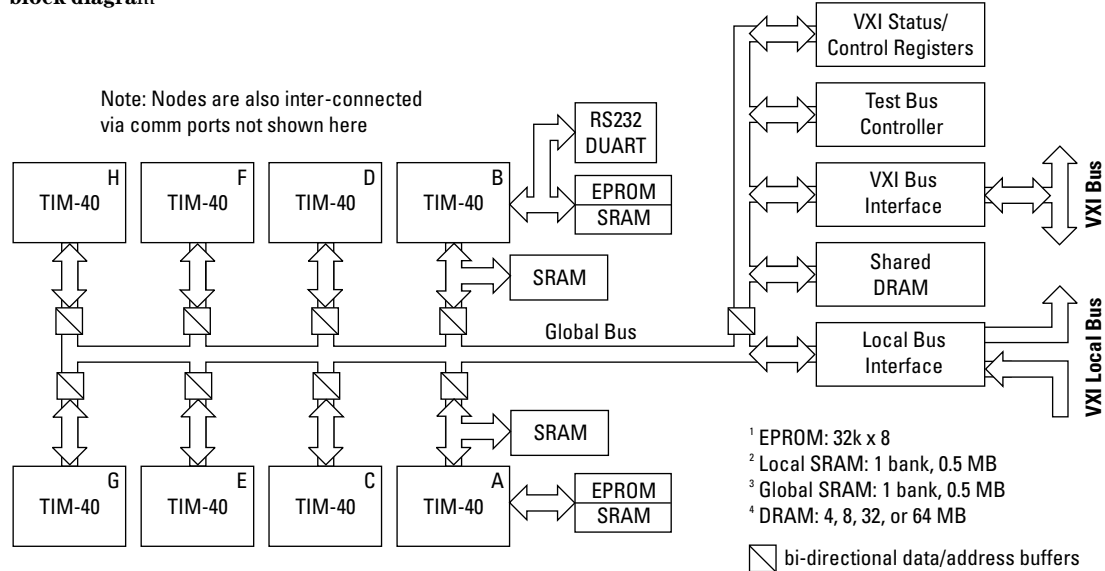 block diagram
VXI Status/
Control Registers
Note: Nodes are also inter-connected
via comm ports not shown here
RS232
DUART
Test Bus
Controller
H
TIM-40
F
TIM-40
D
TIM-40
B
TIM-40
EPROM
SRAM
VXI Bus
Interface
VXI Bus
SRAM
Shared
DRAM
Global Bus
Local Bus
Interface
VXI Local Bus
SRAM
G
TIM-40
E
TIM-40
C
TIM-40
A
TIM-40
EPROM
SRAM
1 EPROM: 32k x 8
2 Local SRAM: 1 bank, 0.5 MB
3 Global SRAM: 1 bank, 0.5 MB
4 DRAM: 4, 8, 32, or 64 MB
bi-directional data/address buffers